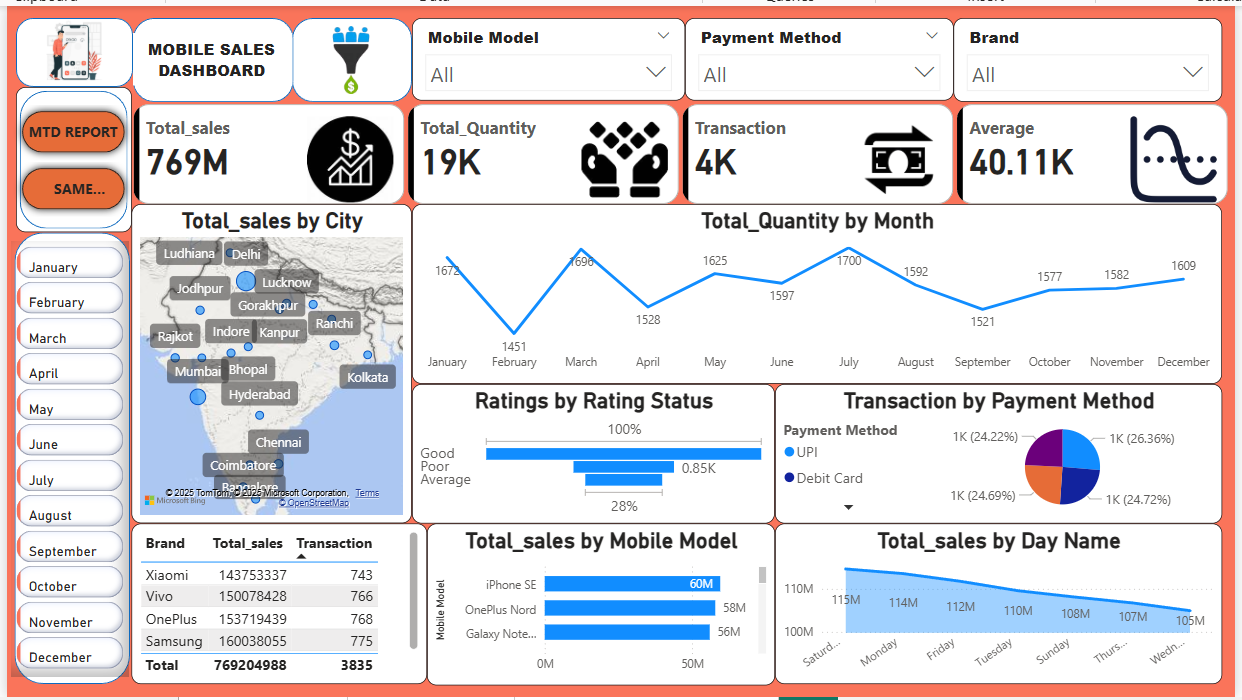 MOBILE SALES
DASHBOARD
Mobile Model
All
Payment Method
All
Brand
All
MTD REPORT
SAME...
Total_sales
769M
Total_Quantity
19K
Transaction
4K
Average
40.11K
January
February
March
April
May
June
July
August
September
October
November
December
Total_sales by City
Ludhiana
Delhi
Jodhpur
Lucknow
Gorakhpur
Rajkot
Indore
Kanpur
Ranchi
Mumbai
Bhopal
Kolkata
Hyderabad
Chennai
Coimbatore
Bangalore
© 2025 TomTom, © 2025 Microsoft Corporation, Terms
Microsoft Bing
© OpenStreetMap
Total_Quantity by Month
1672
1451
1696
1528
1625
1597
1700
1592
1521
1577
1582
1609
January
February
March
April
May
June
July
August
September
October
November
December
Ratings by Rating Status
100%
Good
Poor
Average
0.85K
28%
Transaction by Payment Method
Payment Method
UPI
Debit Card
1K (24.22%)
1K (26.36%)
1K (24.69%)
1K (24.72%)
Brand Total_sales Transaction
Xiaomi 143753337 743
Vivo 150078428 766
OnePlus 153719439 768
Samsung 160038055 775
Total 769204988 3835
Total_sales by Mobile Model
Mobile Model
iPhone SE 60M
OnePlus Nord 58M
Galaxy Note... 56M
0M 50M
Total_sales by Day Name
110M
100M
115M
114M
112M
110M
108M
107M
105M
Saturd...
Monday
Friday
Tuesday
Sunday
Thurs...
Wedn...